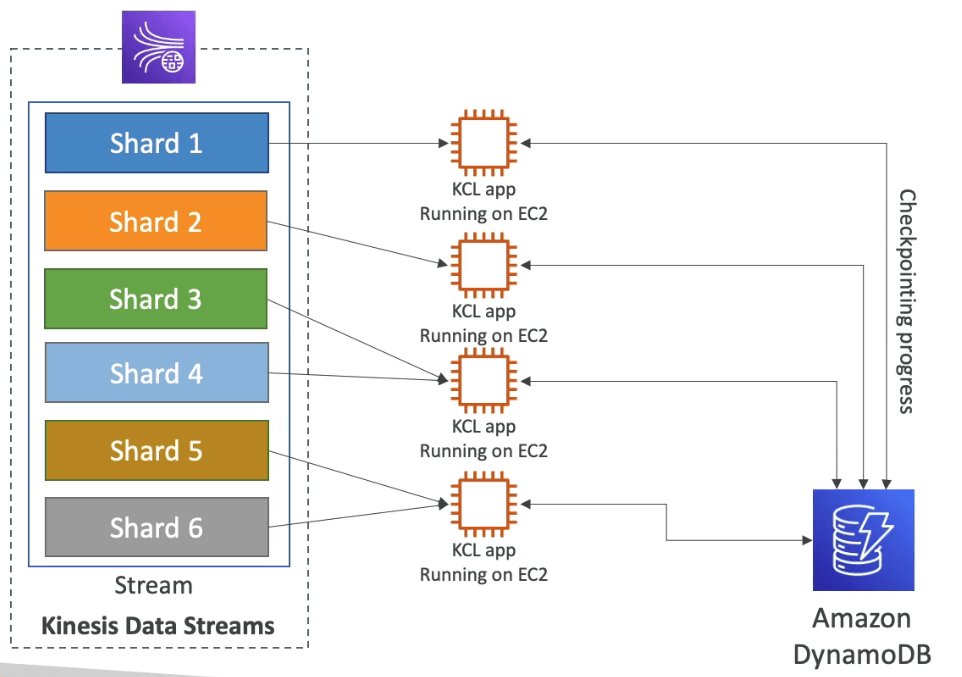 Shard 1
Shard 2
Shard 3
Shard 4
Shard 5
Shard 6
Stream
Kinesis Data Streams
KCL app
Running on EC2
KCL app
Running on EC2
KCL app
Running on EC2
KCL app
Running on EC2
Checkpointing progress
Amazon
DynamoDB